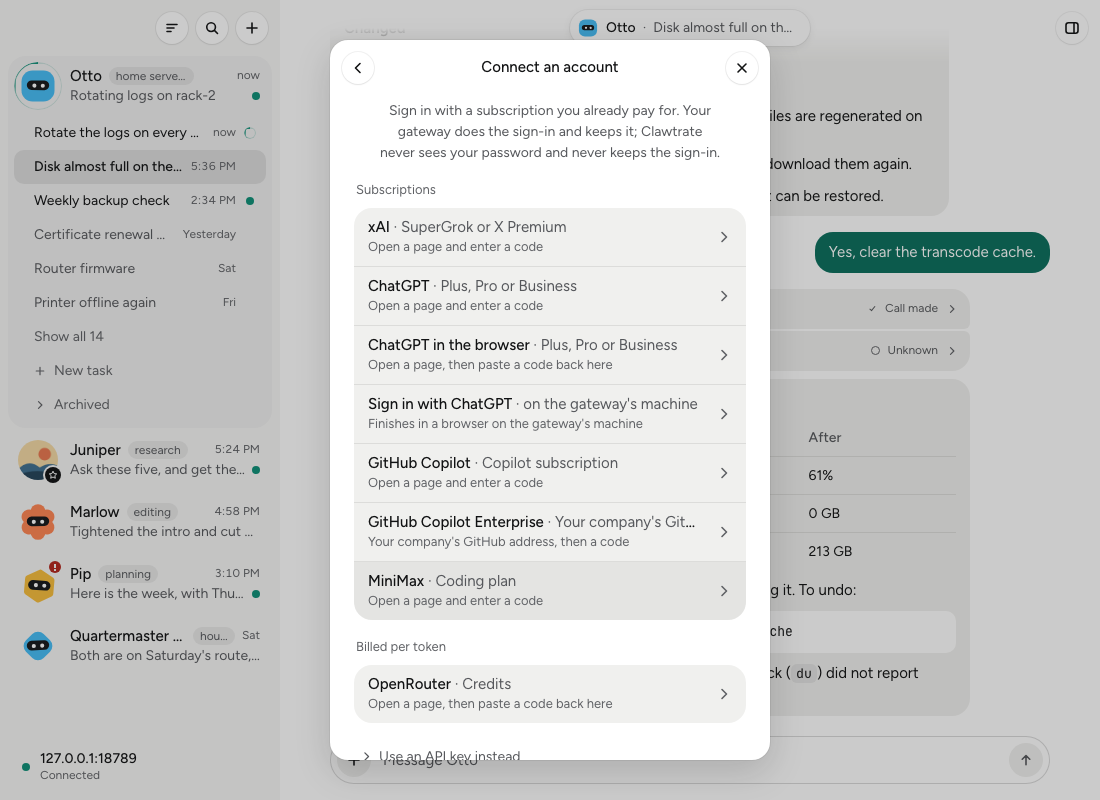 Otto
home serve...
now
Rotating logs on rack-2
Rotate the logs on every ...
now
Disk almost full on the...
5:36 PM
Weekly backup check
2:34 PM
Certificate renewal ...
Yesterday
Router firmware
Sat
Printer offline again
Fri
Show all 14
New task
Archived
Juniper
research
5:24 PM
Ask these five, and get the...
Marlow
editing
4:58 PM
Tightened the intro and cut ...
Pip
planning
3:10 PM
Here is the week, with Thu...
Quartermaster ...
hou...
Sat
Both are on Saturday's route,...
127.0.0.1:18789
Connected
Changed
Otto · Disk almost full on th...
iles are regenerated on
download them again.
t can be restored.
Yes, clear the transcode cache.
Call made
Unknown
After
61%
0 GB
213 GB
g it. To undo:
che
ck ( du ) did not report
Message Otto
Connect an account
Sign in with a subscription you already pay for. Your
gateway does the sign-in and keeps it; Clawtrate
never sees your password and never keeps the sign-in.
Subscriptions
xAI · SuperGrok or X Premium
Open a page and enter a code
ChatGPT · Plus, Pro or Business
Open a page and enter a code
ChatGPT in the browser · Plus, Pro or Business
Open a page, then paste a code back here
Sign in with ChatGPT · on the gateway's machine
Finishes in a browser on the gateway's machine
GitHub Copilot · Copilot subscription
Open a page and enter a code
GitHub Copilot Enterprise · Your company's Git...
Your company's GitHub address, then a code
MiniMax · Coding plan
Open a page and enter a code
Billed per token
OpenRouter · Credits
Open a page, then paste a code back here
Use an API key instead